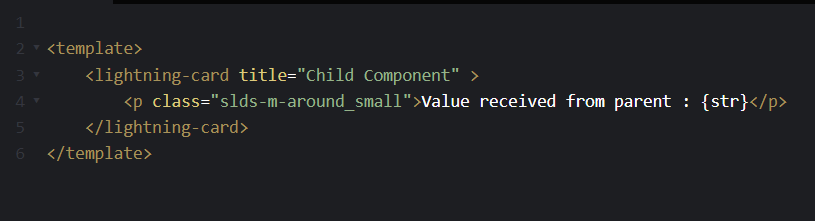 1
2 <template>
3 <lightning-card title="Child Component" >
4 <p class="slds-m-around_small">Value received from parent : {str}</p>
5 </lightning-card>
6 </template>